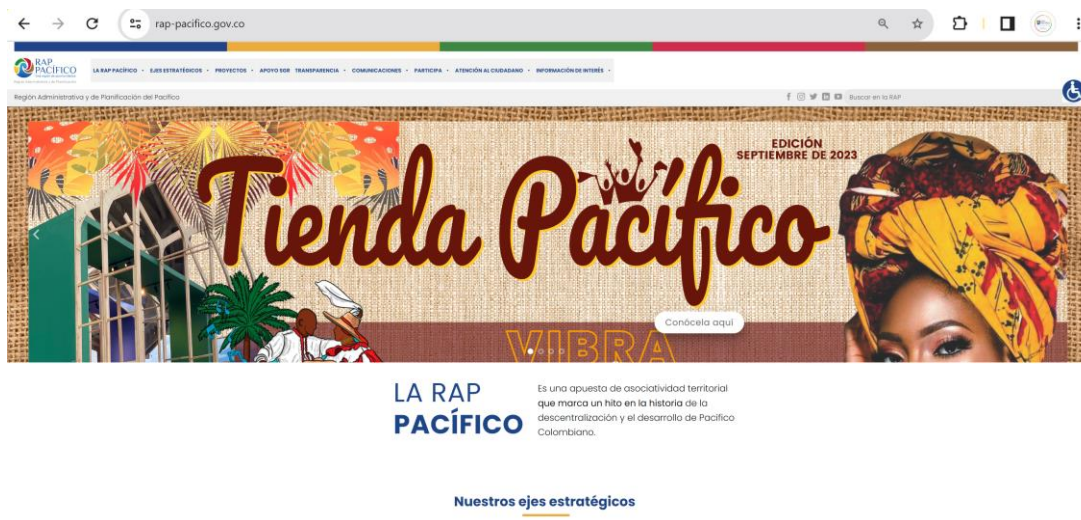 rap-pacifico.gov.co
RAP
PACÍFICO
LA RAP PACÍFICO
EJES ESTRATÉGICOS
PROYECTOS
APOYO SGR
TRANSPARENCIA
COMUNICACIONES
PARTICIPA
ATENCIÓN AL CIUDADANO
INFORMACIÓN DE INTERÉS
Región Administrativa y de Planificación del Pacífico
Buscar en la RAP
EDICIÓN
SEPTIEMBRE DE 2023
Tienda Pacífico
Conócela aquí
VIBRA
LA RAP
PACÍFICO
Es una apuesta de asociatividad territorial
que marca un hito en la historia de la
descentralización y el desarrollo de Pacífico
Colombiano.
Nuestros ejes estratégicos